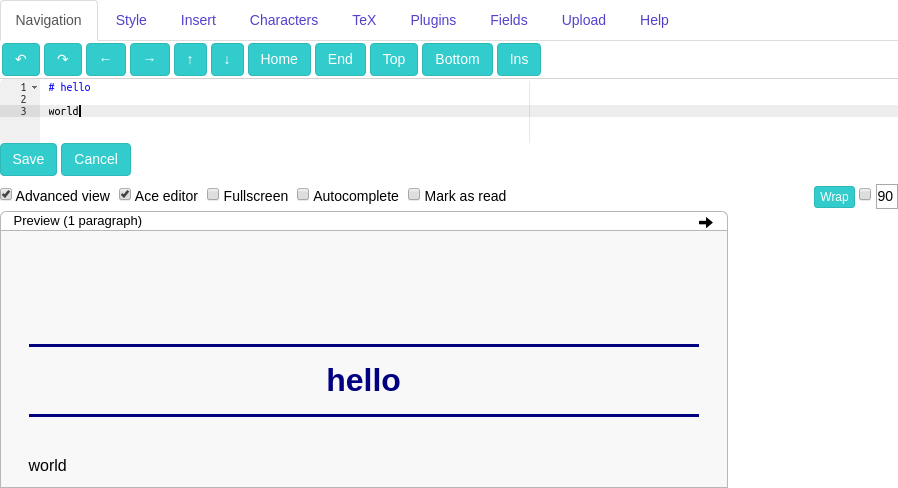 Navigation Style Insert Characters TeX Plugins Fields Upload Help
↶ ↷ ← → ↑ ↓ Home End Top Bottom Ins
1 # hello
2
3 world
Save Cancel
Advanced view Ace editor Fullscreen Autocomplete Mark as read Wrap 90
Preview (1 paragraph)
hello
world